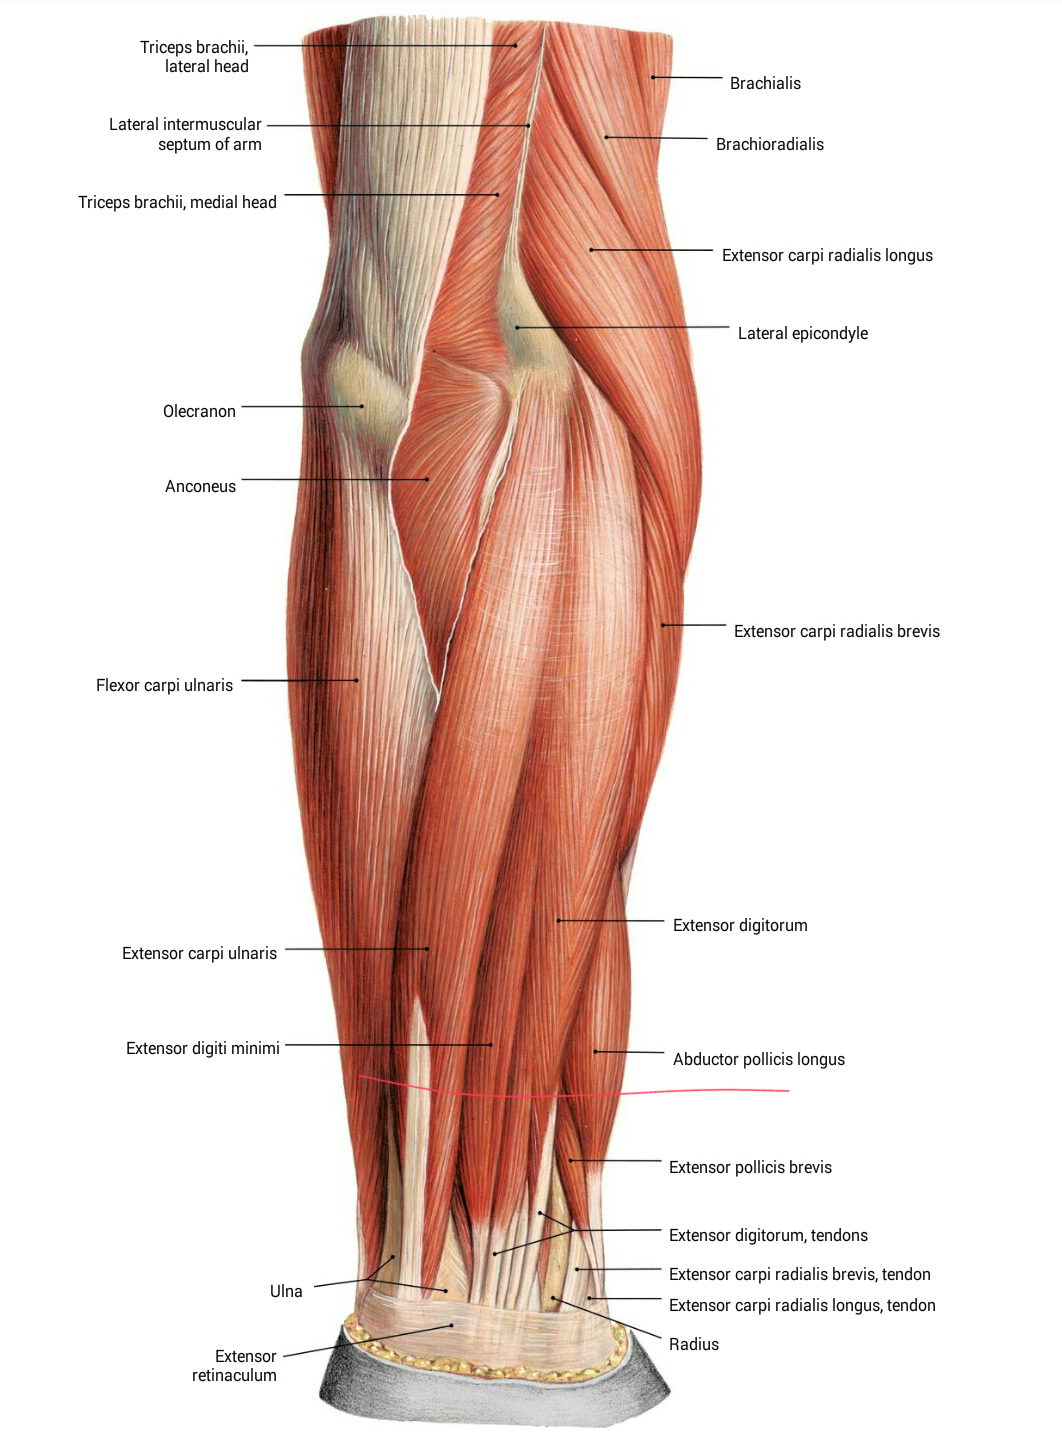 Triceps brachii,
lateral head
Brachialis
Lateral intermuscular
septum of arm
Brachioradialis
Triceps brachii, medial head
Extensor carpi radialis longus
Lateral epicondyle
Olecranon
Anconeus
Extensor carpi radialis brevis
Flexor carpi ulnaris
Extensor digitorum
Extensor carpi ulnaris
Extensor digiti minimi
Abductor pollicis longus
Extensor pollicis brevis
Extensor digitorum, tendons
Extensor carpi radialis brevis, tendon
Ulna
Extensor carpi radialis longus, tendon
Radius
Extensor
retinaculum